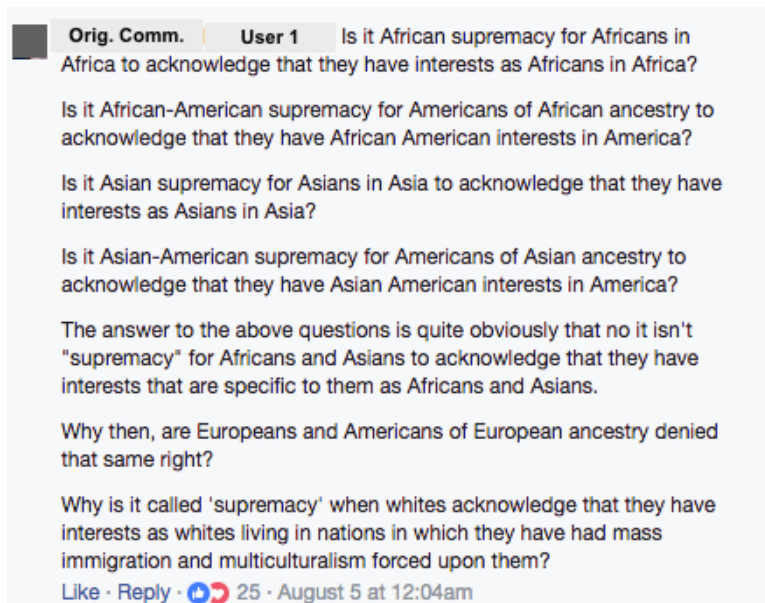 Orig. Comm. User 1 Is it African supremacy for Africans in
Africa to acknowledge that they have interests as Africans in Africa?
Is it African-American supremacy for Americans of African ancestry to
acknowledge that they have African American interests in America?
Is it Asian supremacy for Asians in Asia to acknowledge that they have
interests as Asians in Asia?
Is it Asian-American supremacy for Americans of Asian ancestry to
acknowledge that they have Asian American interests in America?
The answer to the above questions is quite obviously that no it isn't
"supremacy" for Africans and Asians to acknowledge that they have
interests that are specific to them as Africans and Asians.
Why then, are Europeans and Americans of European ancestry denied
that same right?
Why is it called 'supremacy' when whites acknowledge that they have
interests as whites living in nations in which they have had mass
immigration and multiculturalism forced upon them?
Like · Reply · 25 · August 5 at 12:04am